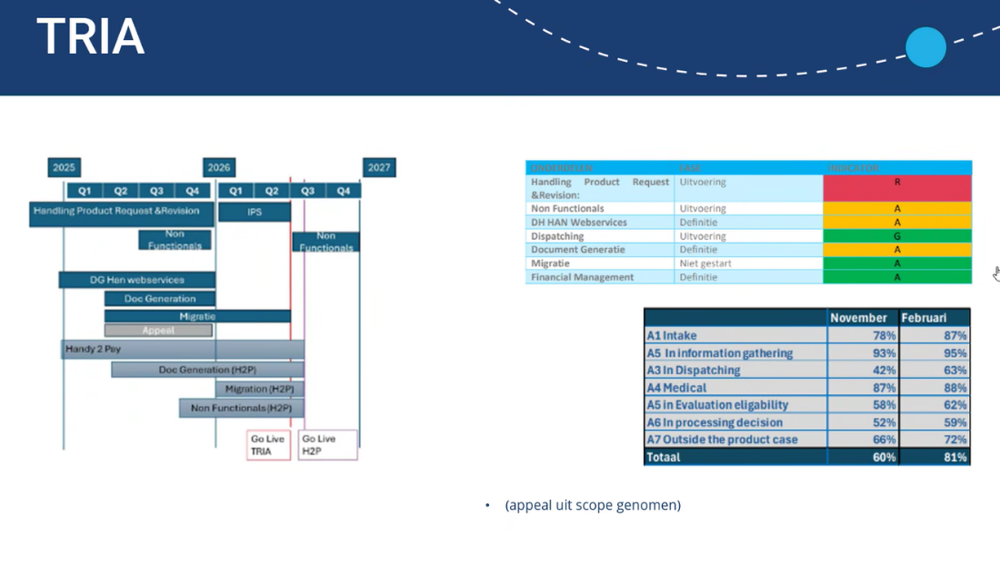 TRIA
2025 2026 2027
Q1 Q2 Q3 Q4 Q1 Q2 Q3 Q4
Handling Product Request &Revision
IPS
Non
Functionals
Non
Functionals
DG Han webservices
Doc Generation
Migratie
Appeal
Handy 2 Pay
Doc Generation (H2P)
Migration (H2P)
Non Functionals (H2P)
Go Live
TRIA
Go Live
H2P
ONDERDELEN FASE INDICATOR
Handling Product Request
&Revision: Uitvoering R
Non Functionals Uitvoering A
DH HAN Webservices Definitie A
Dispatching Uitvoering G
Document Generatie Definitie A
Migratie Niet gestart A
Financial Management Definitie A
November Februari
A1 Intake 78% 87%
A5 In information gathering 93% 95%
A3 In Dispatching 42% 63%
A4 Medical 87% 88%
A5 in Evaluation eligability 58% 62%
A6 In processing decision 52% 59%
A7 Outside the product case 66% 72%
Totaal 60% 81%
• (appeal uit scope genomen)